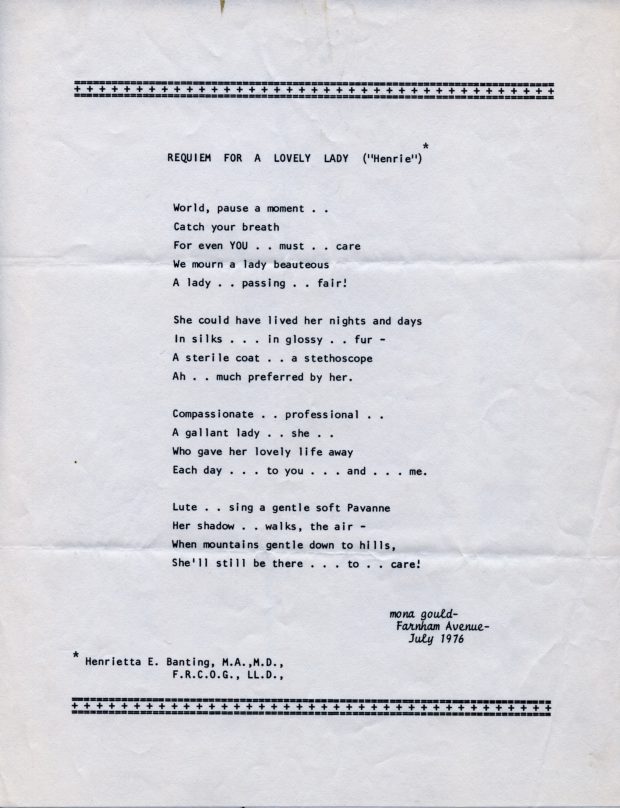 REQUIEM FOR A LOVELY LADY ("Henrie")*
World, pause a moment . .
Catch your breath
For even YOU . . must . . care
We mourn a lady beauteous
A lady . . passing . . fair!
She could have lived her nights and days
In silks . . . in glossy . . fur -
A sterile coat . . a stethoscope
Ah . . much preferred by her.
Compassionate . . professional . .
A gallant lady . . she . .
Who gave her lovely life away
Each day . . . to you . . . and . . . me.
Lute . . sing a gentle soft Pavanne
Her shadow . . walks, the air -
When mountains gentle down to hills,
She'll still be there . . . to . . care!
mona gould-
Farnham Avenue-
July 1976
* Henrietta E. Banting, M.A.,M.D.,
F.R.C.O.G., LL.D.,